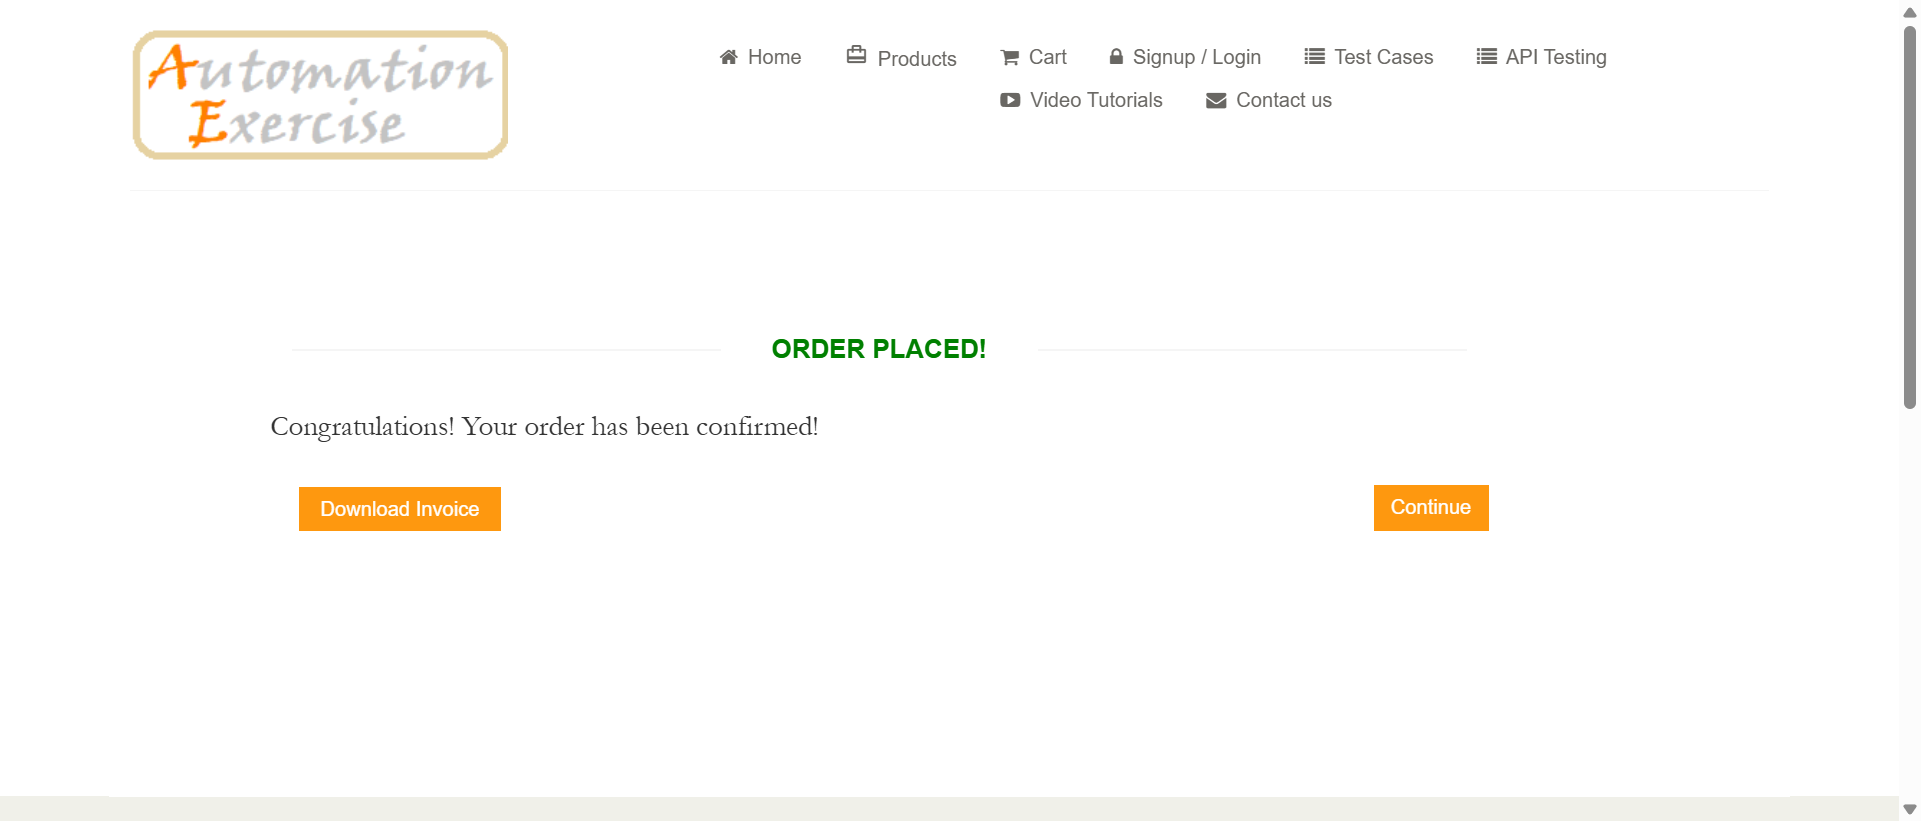 Automation
Exercise
Home Products Cart Signup / Login Test Cases API Testing
Video Tutorials Contact us
ORDER PLACED!
Congratulations! Your order has been confirmed!
Download Invoice Continue